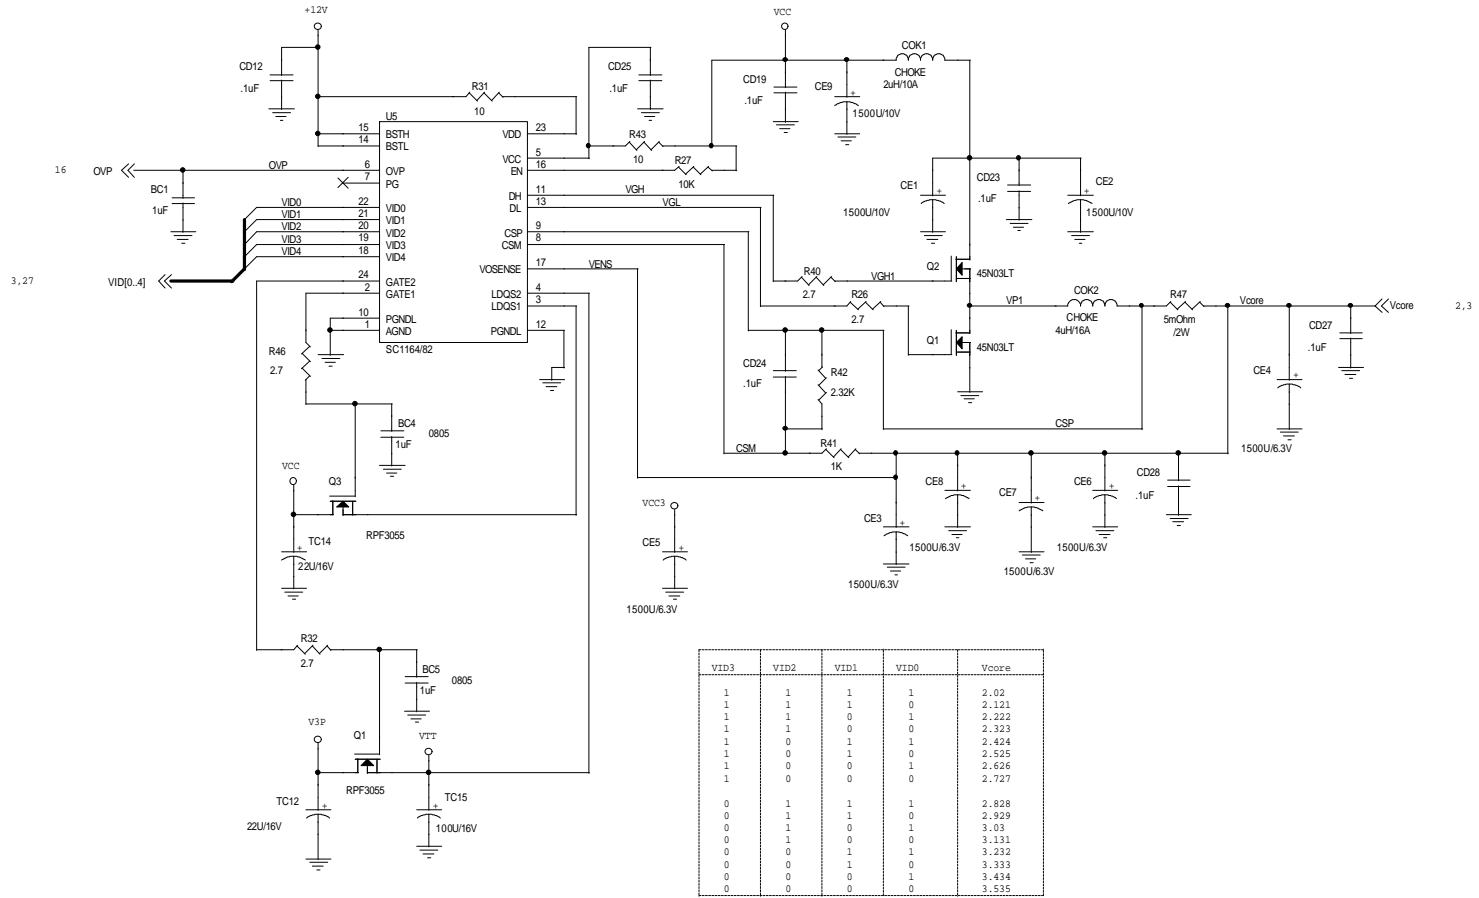 +12V
VCC
CD12
.1uF
R31
10
CD25
.1uF
COK1
CHOKE
2uH/10A
CD19
.1uF
CE9
+
1500U/10V
U5
15 BSTH
14 BSTL
VDD 23
VCC 5
EN 16
R43
10
R27
10K
16 OVP
OVP
6 OVP
7 PG
BC1
1uF
VID0 22 VID0
VID1 21 VID1
VID2 20 VID2
VID3 19 VID3
VID4 18 VID4
3,27 VID[0..4]
24 GATE2
2 GATE1
10 PGNDL
1 AGND
DH 11 VGH
DL 13 VGL
CSP 9
CSM 8
VOSENSE 17 VENS
LDQS2 4
LDQS1 3
PGNDL 12
SC1164/82
CE1
+
1500U/10V
CD23
.1uF
CE2
+
1500U/10V
R40
2.7
VGH1
Q2
45N03LT
R26
2.7
Q1
45N03LT
VP1
COK2
CHOKE
4uH/16A
R47
5mOhm
/2W
Vcore
Vcore 2,3
CD27
.1uF
CE4
+
1500U/6.3V
R46
2.7
CD24
.1uF
R42
2.32K
CSP
CSM
R41
1K
BC4
1uF
0805
VCC
Q3
RPF3055
TC14
+
22U/16V
VCC3
CE5
+
1500U/6.3V
CE3
+
1500U/6.3V
CE8
+
1500U/6.3V
CE7
+
1500U/6.3V
CE6
+
1500U/6.3V
CD28
.1uF
R32
2.7
BC5
1uF
0805
V3P
Q1
VTT
RPF3055
TC12
+
22U/16V
TC15
+
100U/16V
VID3 VID2 VID1 VID0 Vcore
1 1 1 1 2.02
1 1 1 0 2.121
1 1 0 1 2.222
1 1 0 0 2.323
1 0 1 1 2.424
1 0 1 0 2.525
1 0 0 1 2.626
1 0 0 0 2.727
0 1 1 1 2.828
0 1 1 0 2.929
0 1 0 1 3.03
0 1 0 0 3.131
0 0 1 1 3.232
0 0 1 0 3.333
0 0 0 1 3.434
0 0 0 0 3.535